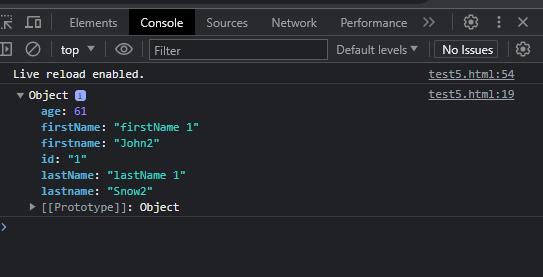 Elements Console Sources Network Performance
top Filter Default levels No Issues
Live reload enabled. test5.html:54
Object i test5.html:19
age: 61
firstName: "firstName 1"
firstname: "John2"
id: "1"
lastName: "lastName 1"
lastname: "Snow2"
[[Prototype]]: Object